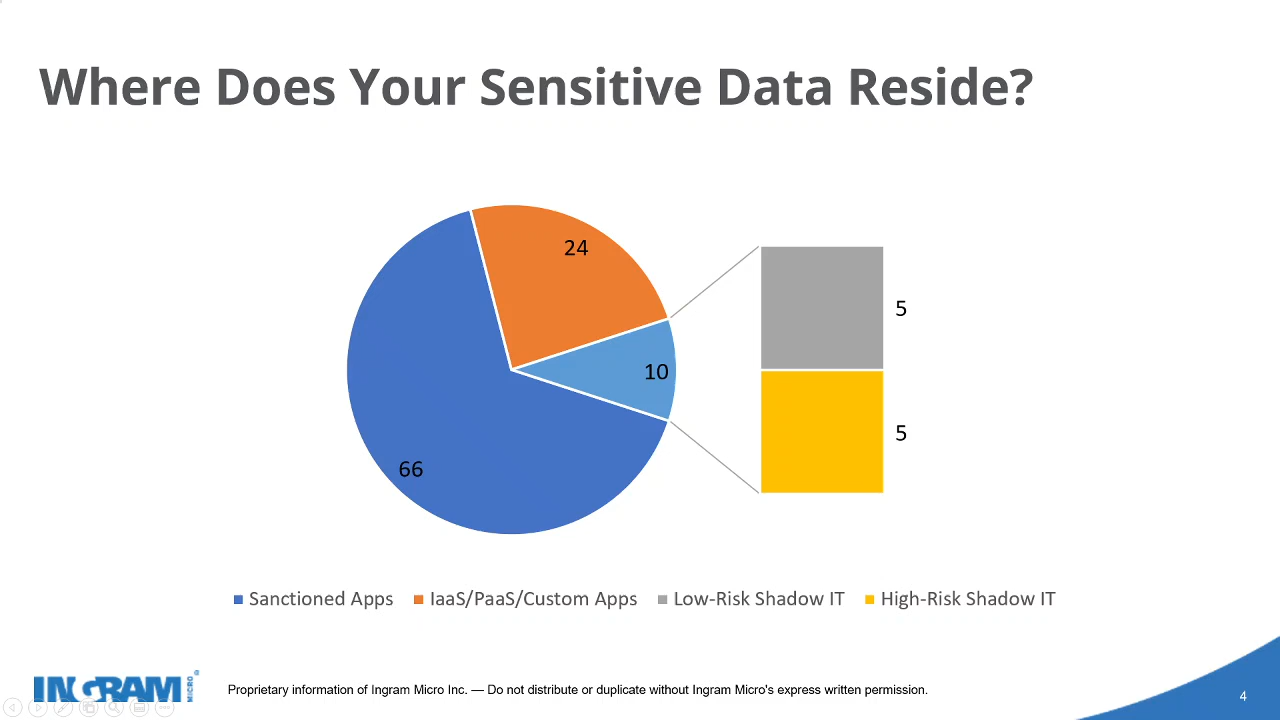 Where Does Your Sensitive Data Reside?
24
5
10
5
66
Sanctioned Apps IaaS/PaaS/Custom Apps Low-Risk Shadow IT High-Risk Shadow IT
INGRAM MICRO ®
Proprietary information of Ingram Micro Inc. — Do not distribute or duplicate without Ingram Micro's express written permission.
4